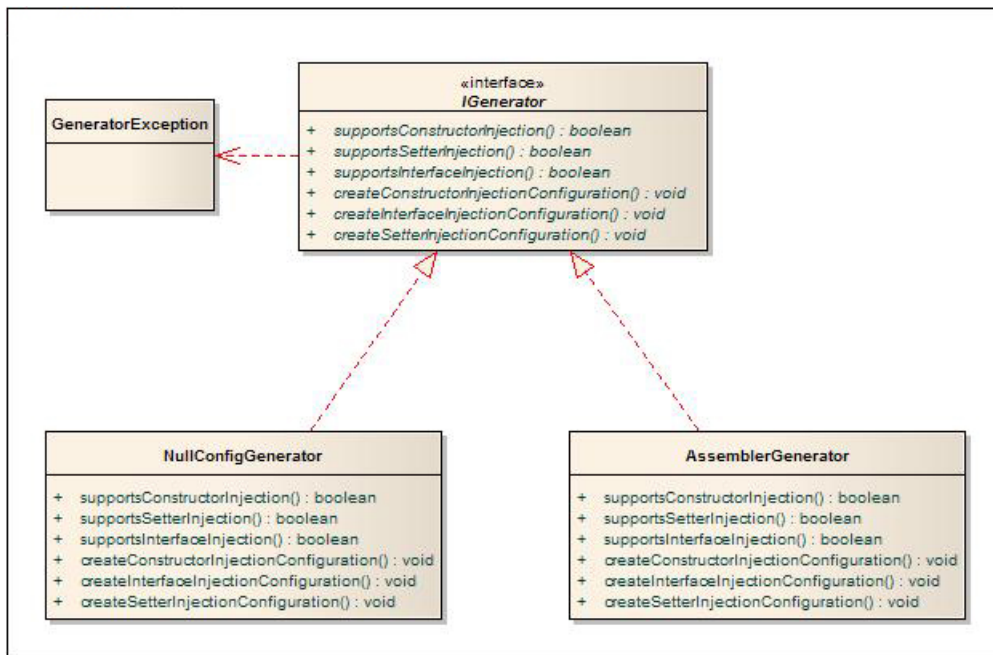 «interface»
IGenerator
+ supportsConstructorInjection() : boolean
+ supportsSetterInjection() : boolean
+ supportsInterfaceInjection() : boolean
+ createConstructorInjectionConfiguration() : void
+ createInterfaceInjectionConfiguration() : void
+ createSetterInjectionConfiguration() : void
GeneratorException
NullConfigGenerator
+ supportsConstructorInjection() : boolean
+ supportsSetterInjection() : boolean
+ supportsInterfaceInjection() : boolean
+ createConstructorInjectionConfiguration() : void
+ createInterfaceInjectionConfiguration() : void
+ createSetterInjectionConfiguration() : void
AssemblerGenerator
+ supportsConstructorInjection() : boolean
+ supportsSetterInjection() : boolean
+ supportsInterfaceInjection() : boolean
+ createConstructorInjectionConfiguration() : void
+ createInterfaceInjectionConfiguration() : void
+ createSetterInjectionConfiguration() : void